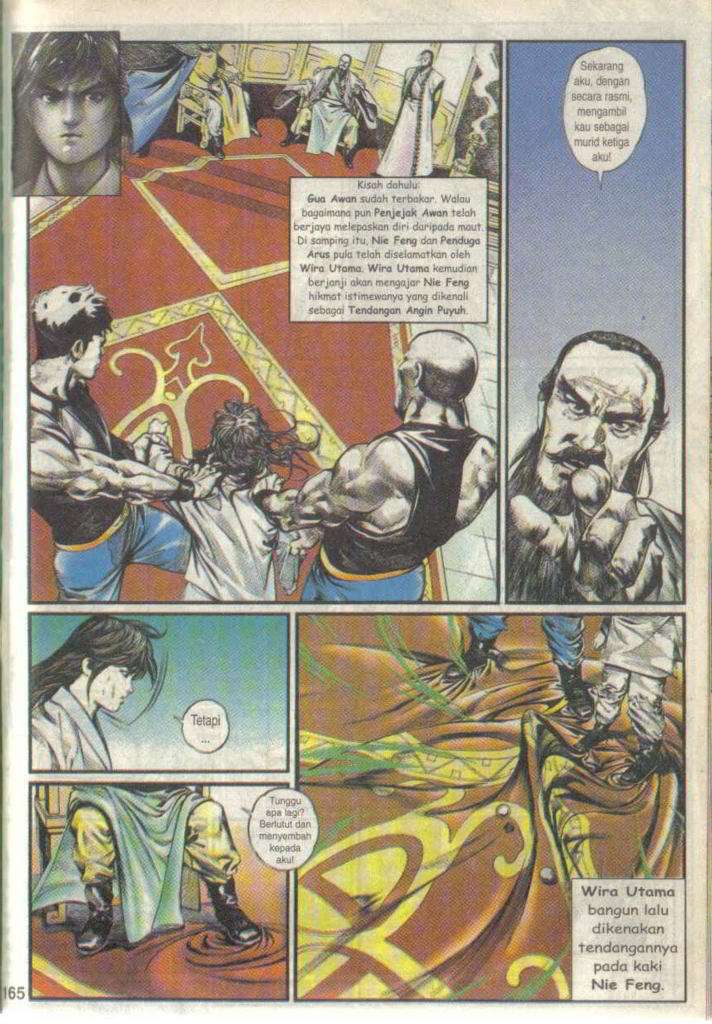 Kisah dahulu:
Gua Awan sudah terbakar. Walau
bagaimana pun Penjejak Awan telah
berjaya melepaskan diri daripada maut.
Di samping itu, Nie Feng dan Penduga
Arus pula telah diselamatkan oleh
Wira Utama. Wira Utama kemudian
berjanji akan mengajar Nie Feng
hikmat istimewanya yang dikenali
sebagai Tendangan Angin Puyuh.
Sekarang
aku, dengan
secara rasmi,
mengambil
kau sebagai
murid ketiga
aku!
Tetapi
...
Tunggu
apa lagi?
Berlutut dan
menyembah
kepada
aku!
Wira Utama
bangun lalu
dikenakan
tendangannya
pada kaki
Nie Feng.
165